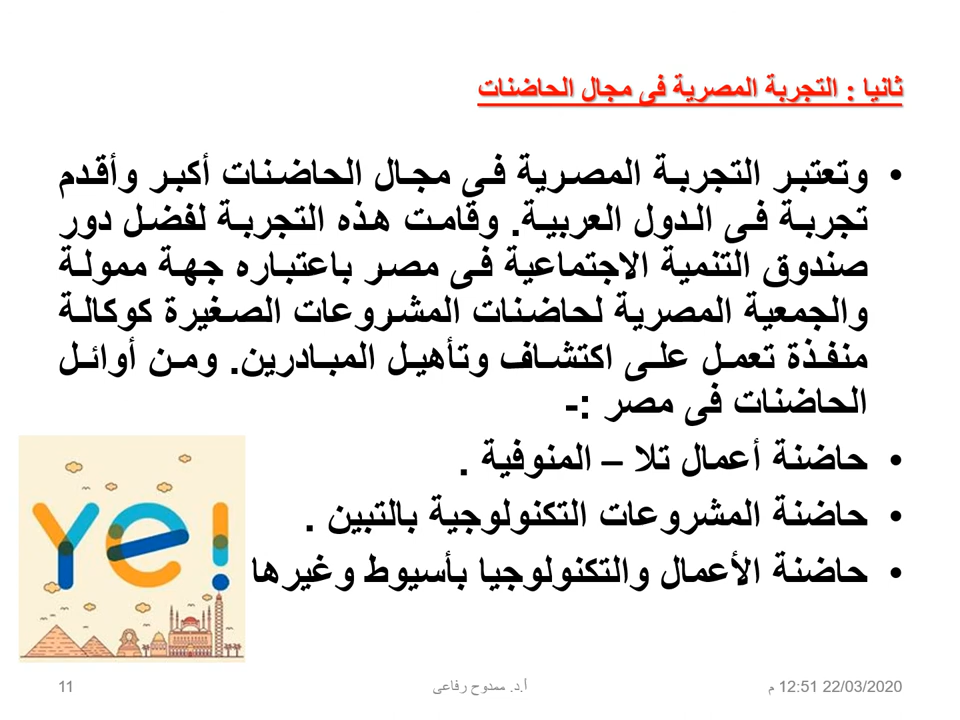 ثانيا : التجربة المصرية فى مجال الحاضنات
• وتعتبر التجربة المصرية فى مجال الحاضنات أكبر وأقدم
تجربة فى الدول العربية. وقامت هذه التجربة لفضل دور
صندوق التنمية الاجتماعية فى مصر باعتباره جهة ممولة
والجمعية المصرية لحاضنات المشروعات الصغيرة كوكالة
منفذة تعمل على اكتشاف وتأهيل المبادرين. ومن أوائل
الحاضنات فى مصر :-
• حاضنة أعمال تلا – المنوفية .
• حاضنة المشروعات التكنولوجية بالتبين .
• حاضنة الأعمال والتكنولوجيا بأسيوط وغيرها
Ye!
22/03/2020 12:51 م
أ.د. ممدوح رفاعى
11